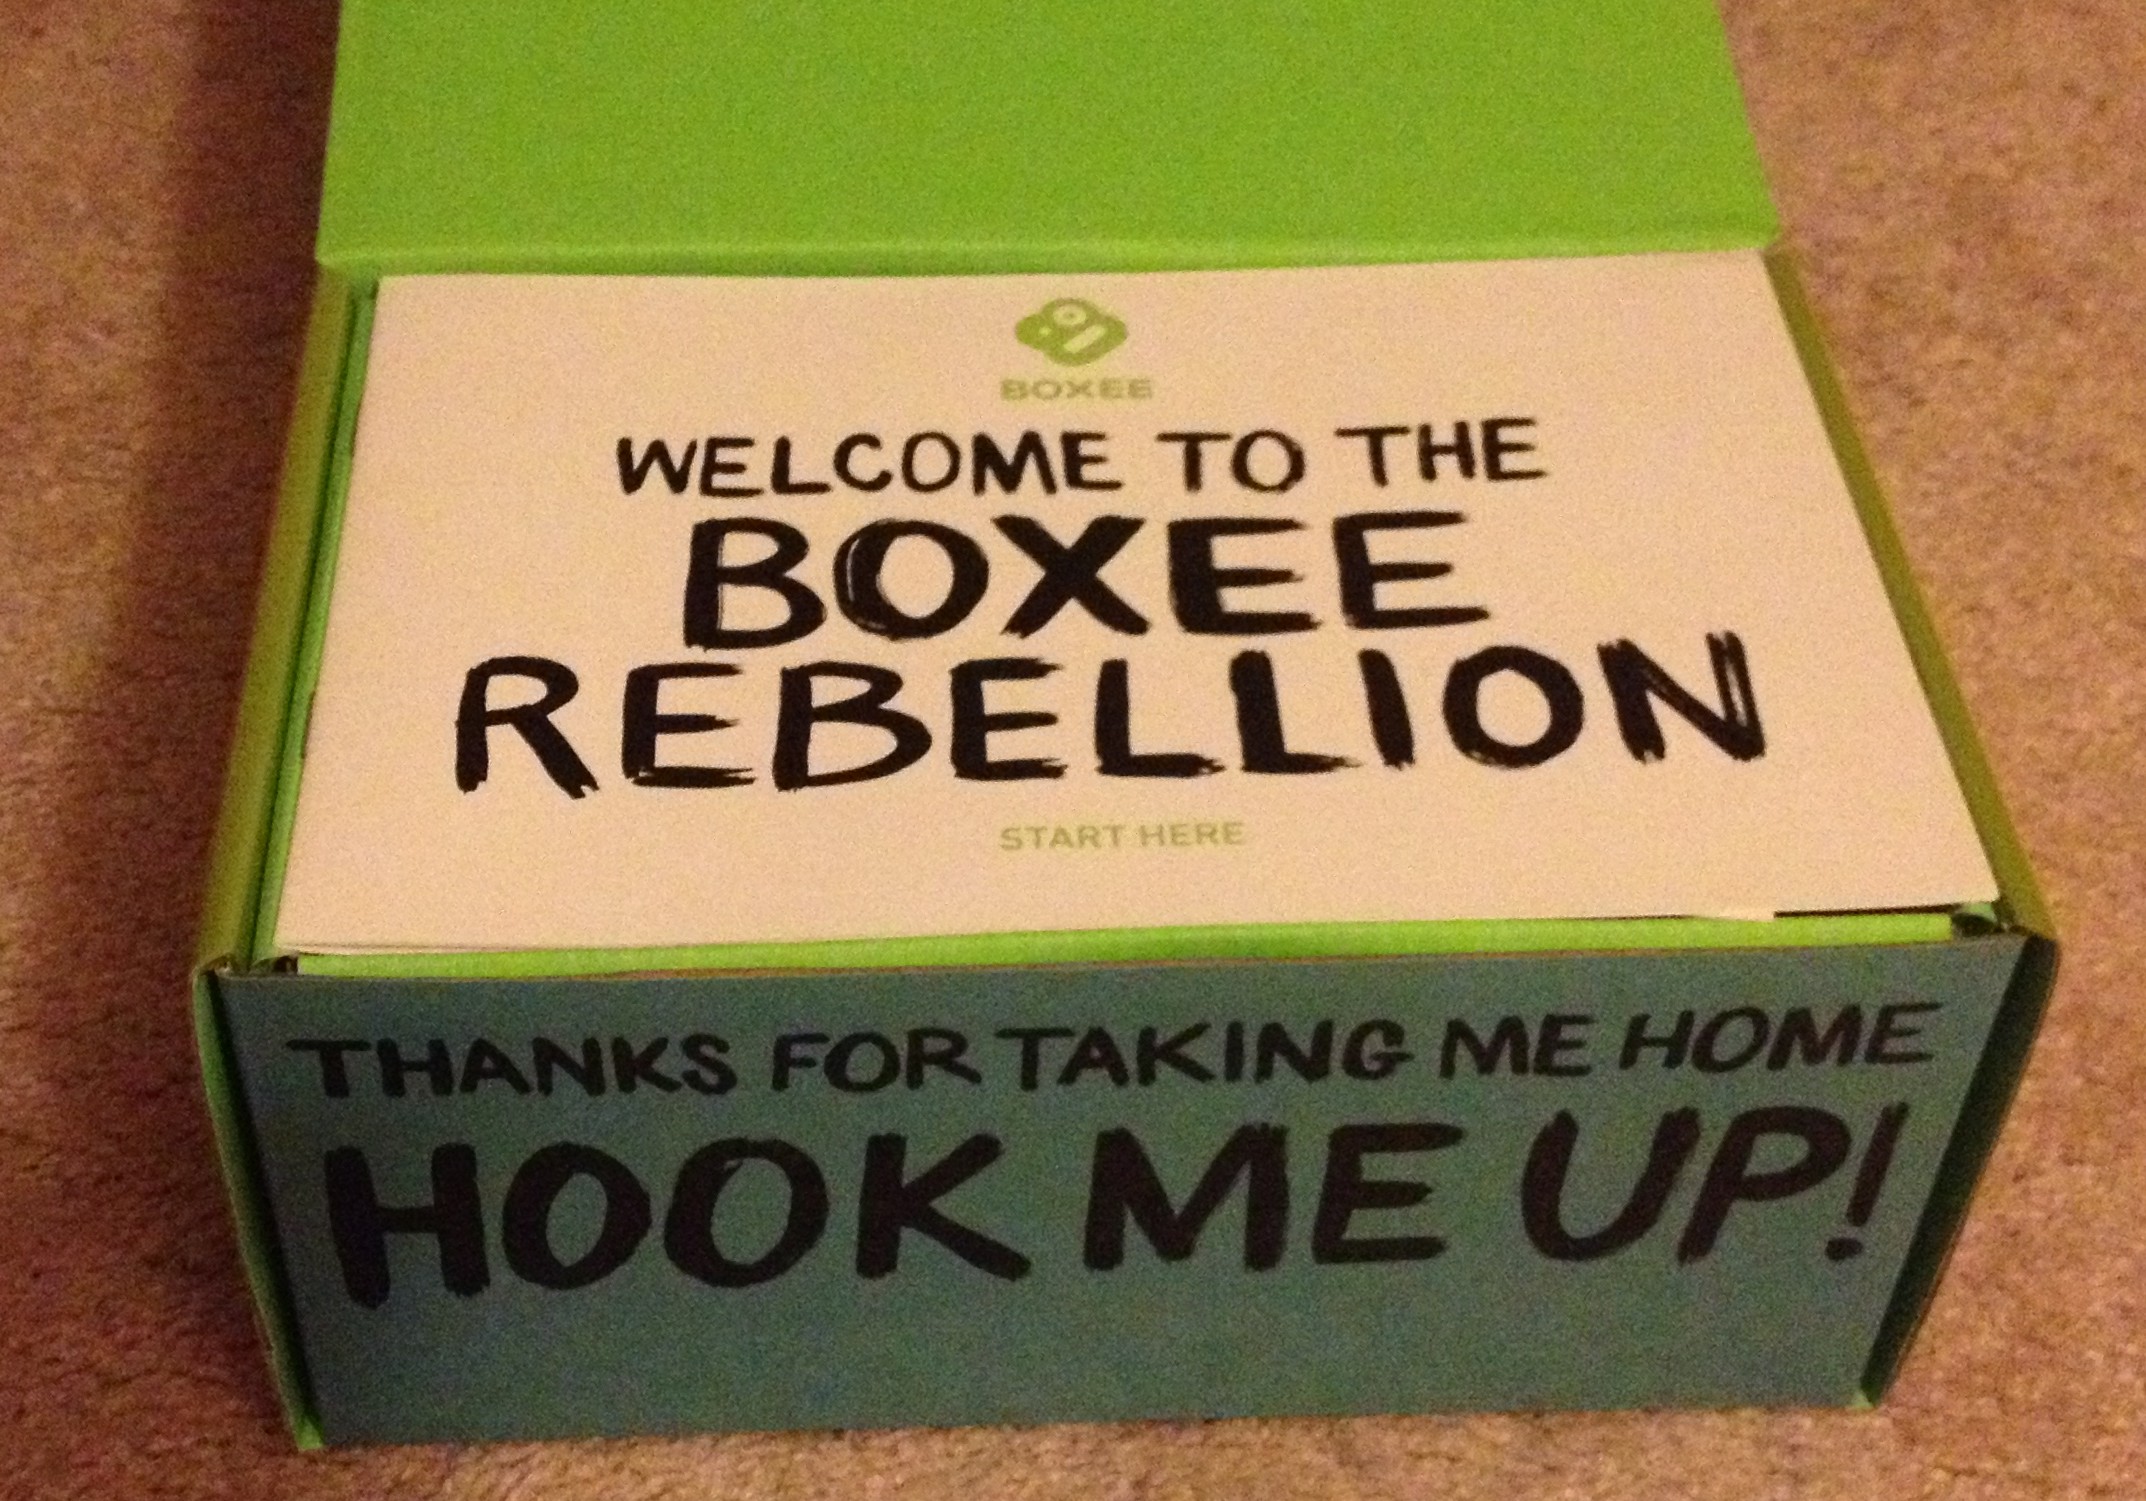 BOXEE
WELCOME TO THE
BOXEE
REBELLION
START HERE
THANKS FOR TAKING ME HOME
HOOK ME UP!